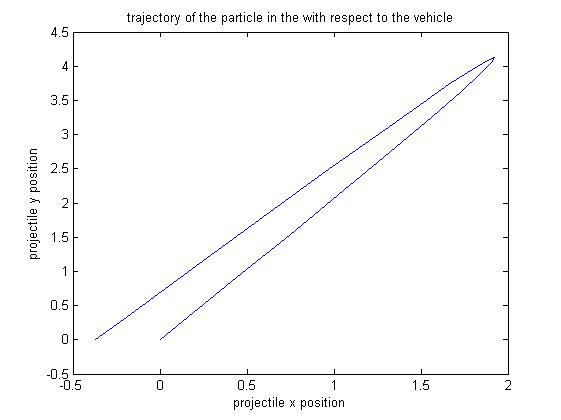 trajectory of the particle in the with respect to the vehicle
4.5
4
3.5
3
2.5
2
1.5
1
0.5
0
-0.5
projectile y position
-0.5 0 0.5 1 1.5 2
projectile x position